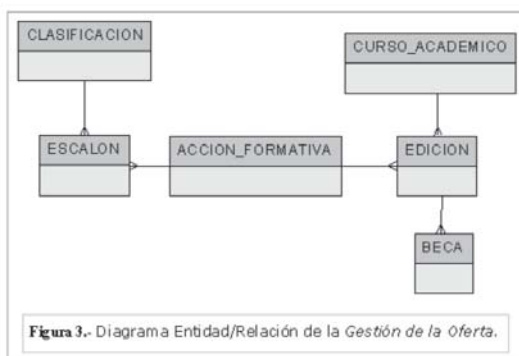 CLASIFICACION
CURSO_ACADEMICO
ESCALON
ACCION_FORMATIVA
EDICION
BECA
Figura 3.- Diagrama Entidad/Relación de la Gestión de la Oferta.